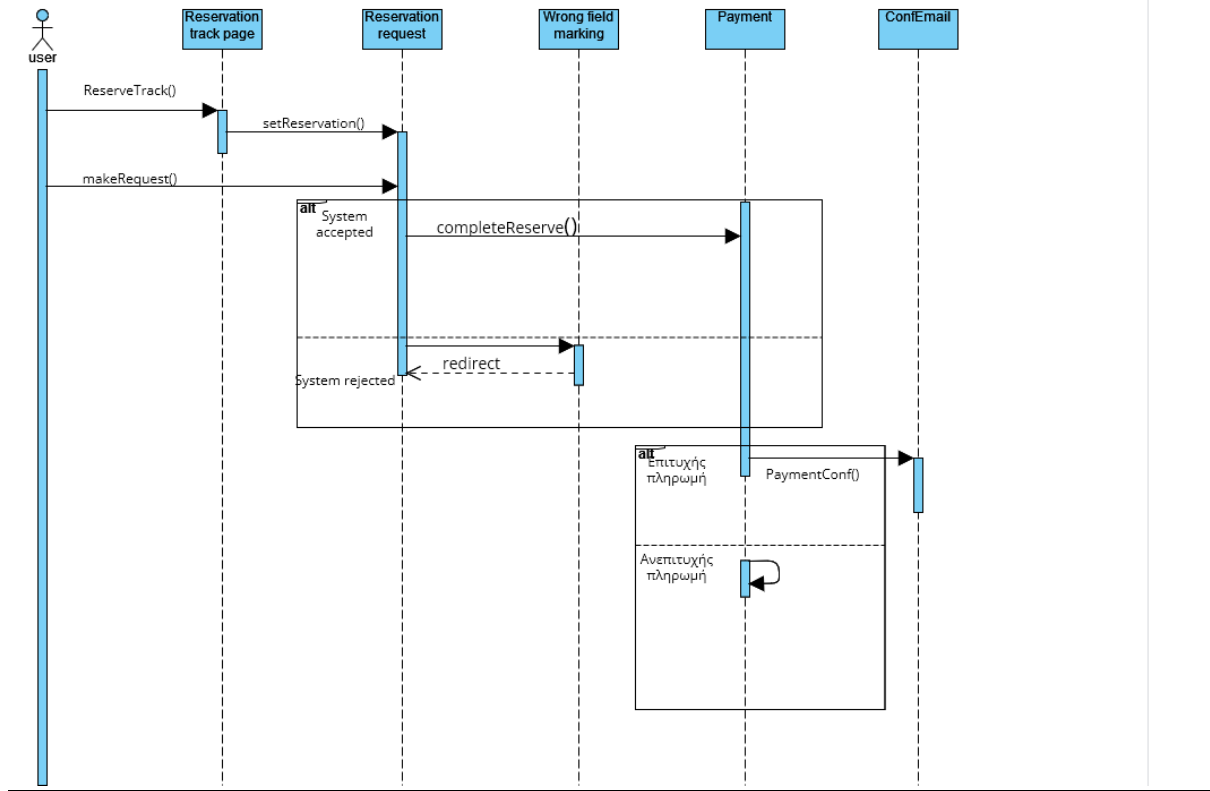 Reservation
track page
Reservation
request
Wrong field
marking
Payment
ConfEmail
user
ReserveTrack()
setReservation()
makeRequest()
alt
System
accepted
completeReserve()
redirect
System rejected
alt
Επιτυχής
πληρωμή
PaymentConf()
Ανεπιτυχής
πληρωμή